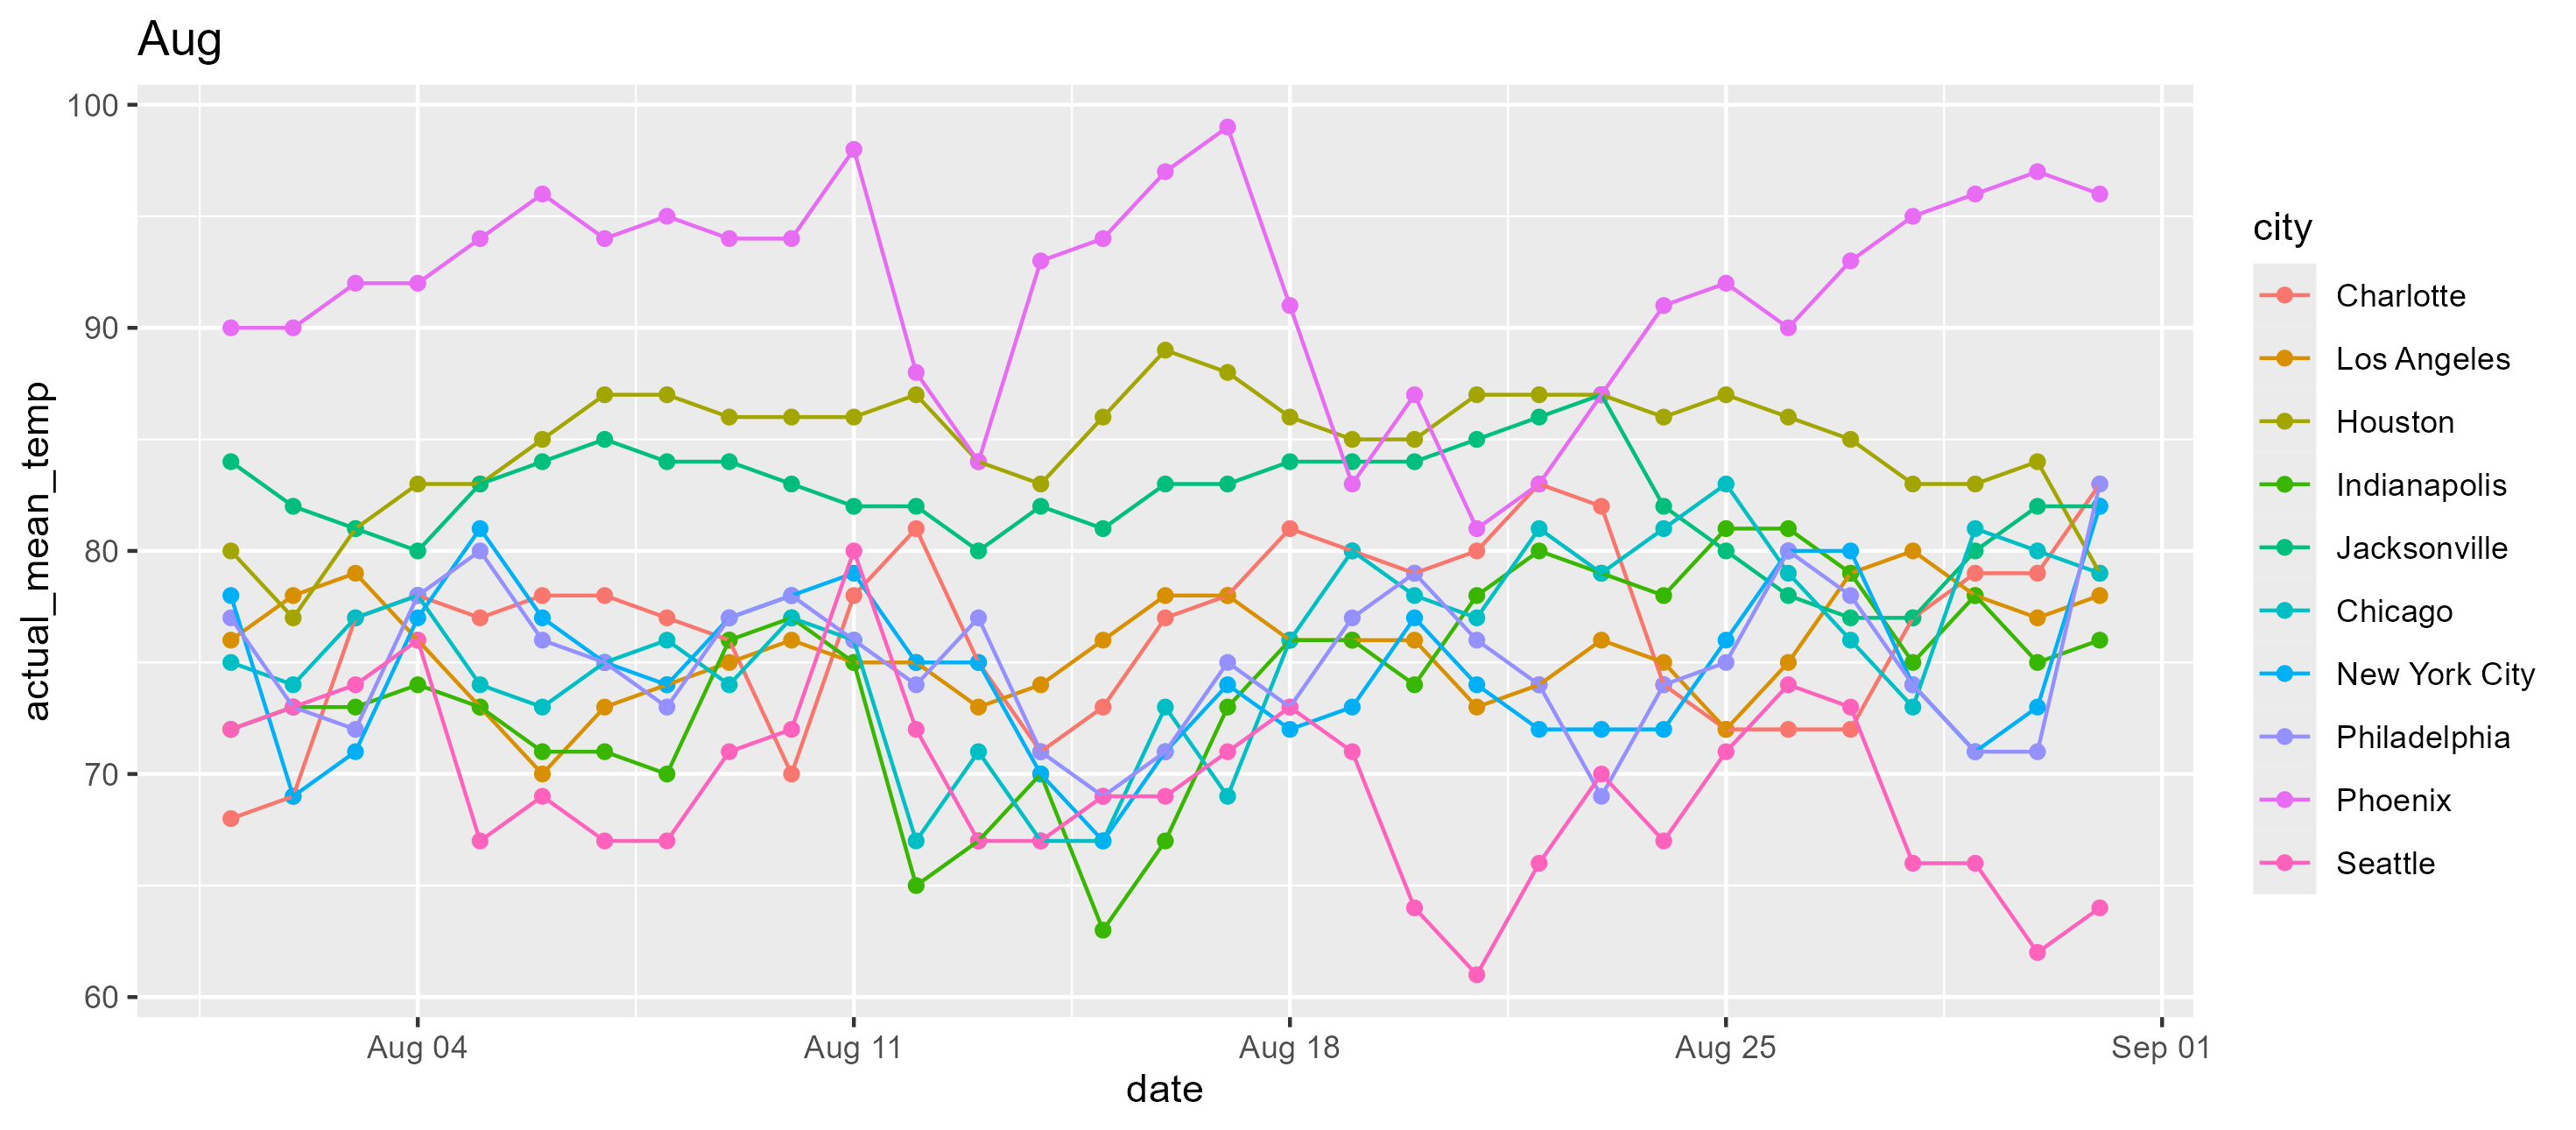 Aug
100
90
80
70
60
actual_mean_temp
Aug 04
Aug 11
Aug 18
Aug 25
Sep 01
date
city
Charlotte
Los Angeles
Houston
Indianapolis
Jacksonville
Chicago
New York City
Philadelphia
Phoenix
Seattle